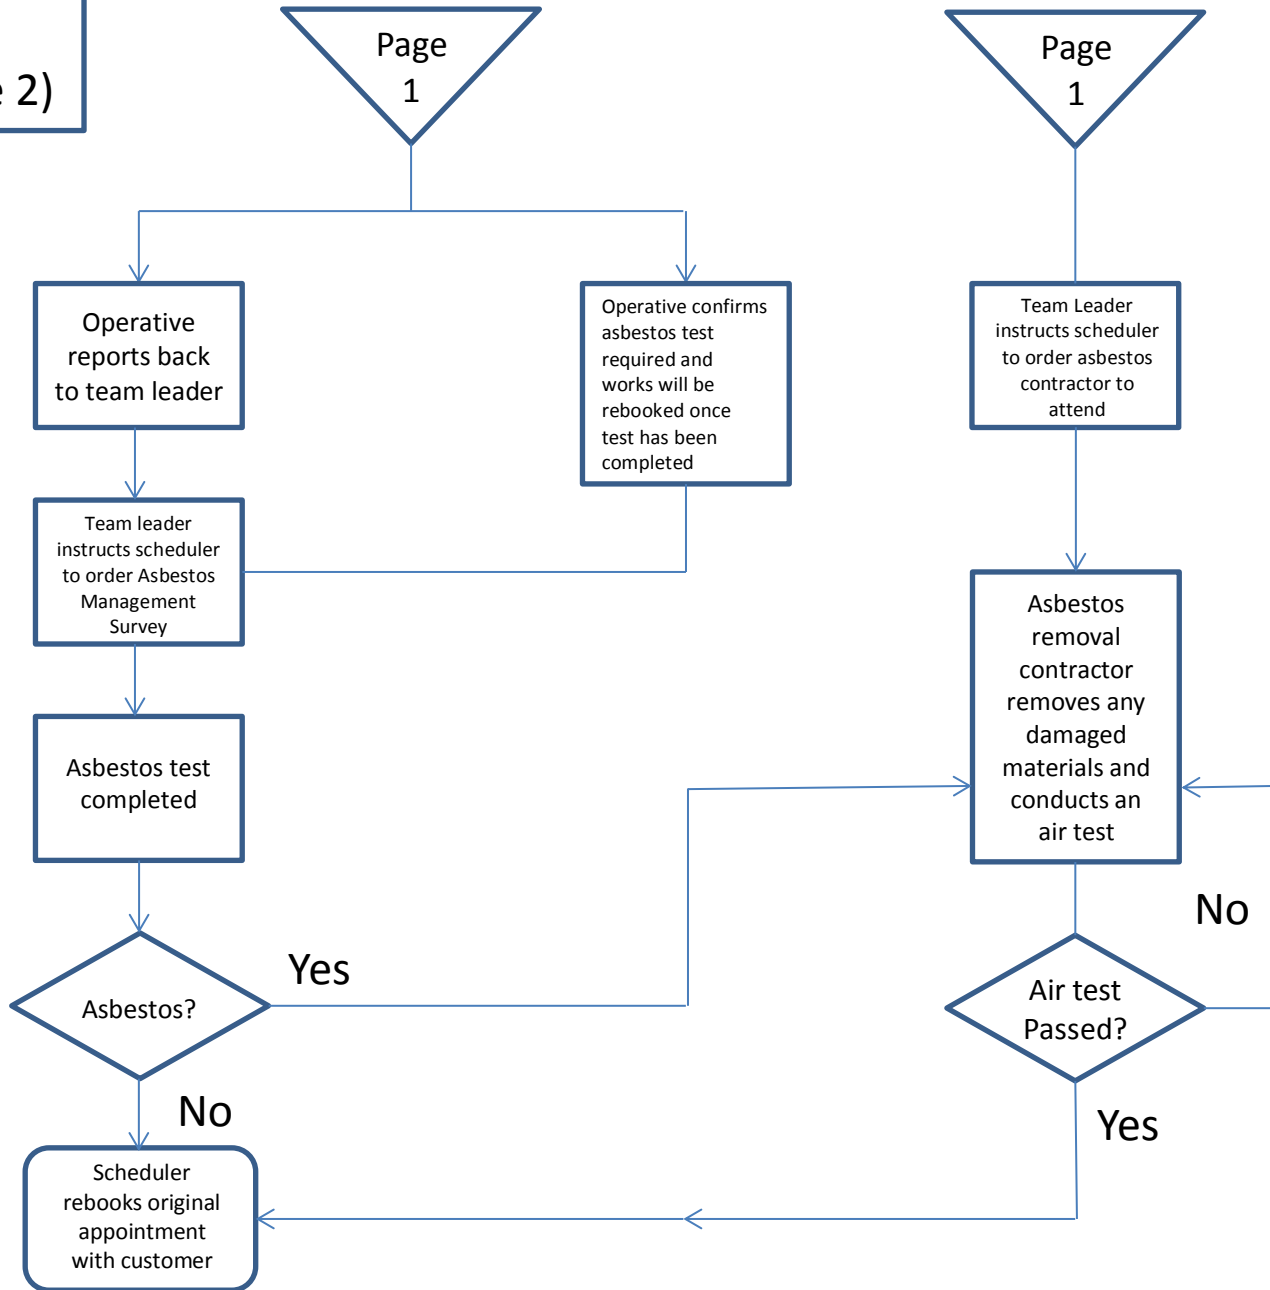 e 2)
Page
1
Page
1
Operative
reports back
to team leader
Operative confirms
asbestos test
required and
works will be
rebooked once
test has been
completed
Team Leader
instructs scheduler
to order asbestos
contractor to
attend
Team leader
instructs scheduler
to order Asbestos
Management
Survey
Asbestos
removal
contractor
removes any
damaged
materials and
conducts an
air test
Asbestos test
completed
No
Yes
Asbestos?
Air test
Passed?
No
Yes
Scheduler
rebooks original
appointment
with customer